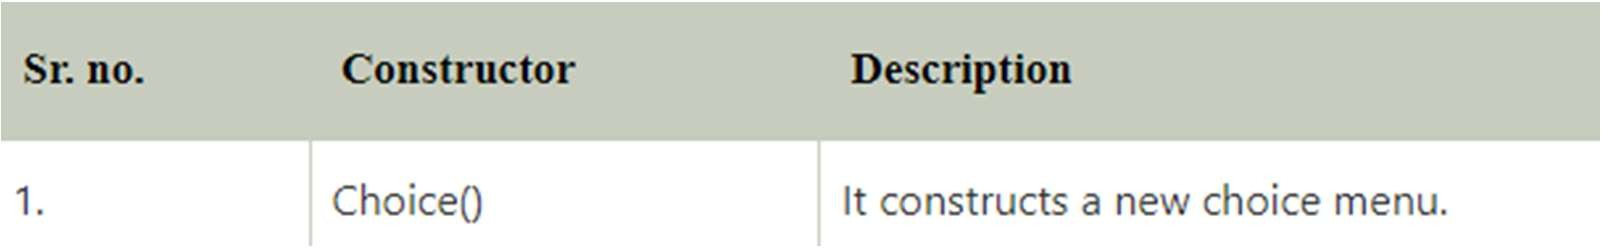 Sr. no. Constructor Description
1. Choice() It constructs a new choice menu.